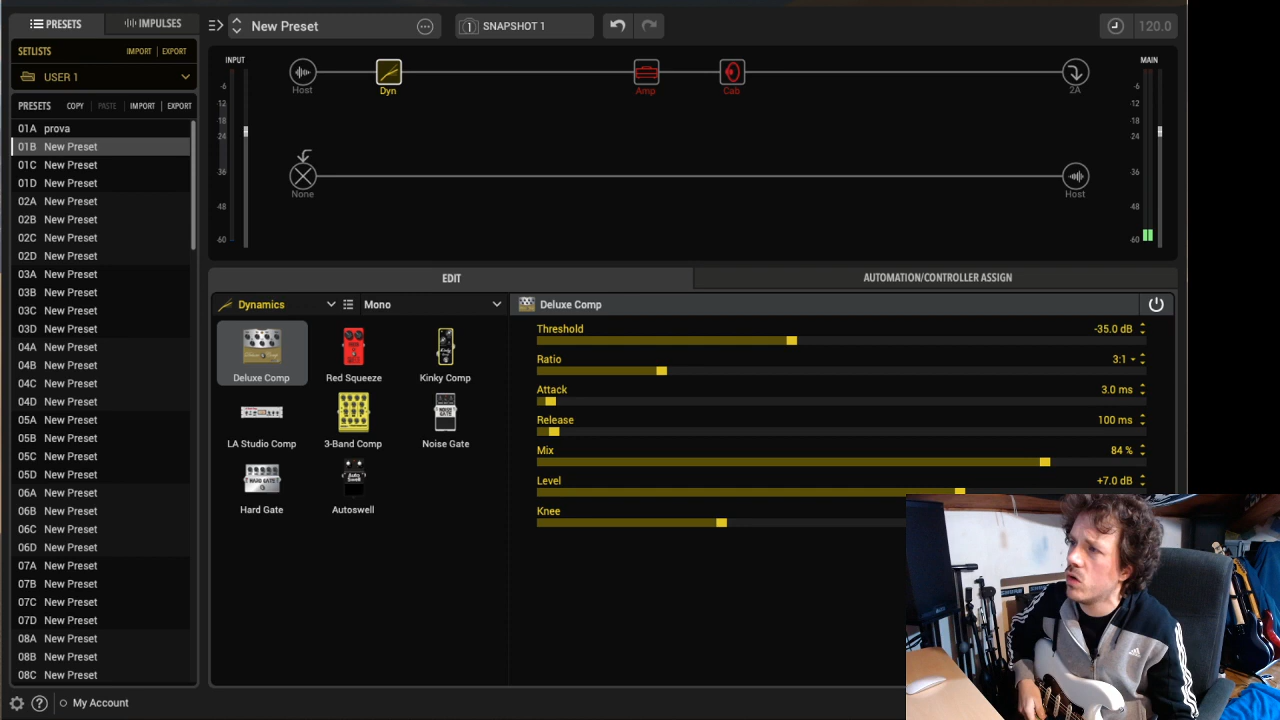 PRESETS
IMPULSES
New Preset
1
SNAPSHOT 1
120.0
SETLISTS IMPORT EXPORT
USER 1
PRESETS COPY PASTE IMPORT EXPORT
01A prova
01B New Preset
01C New Preset
01D New Preset
02A New Preset
02B New Preset
02C New Preset
02D New Preset
03A New Preset
03B New Preset
03C New Preset
03D New Preset
04A New Preset
04B New Preset
04C New Preset
04D New Preset
05A New Preset
05B New Preset
05C New Preset
05D New Preset
06A New Preset
06B New Preset
06C New Preset
06D New Preset
07A New Preset
07B New Preset
07C New Preset
07D New Preset
08A New Preset
08B New Preset
08C New Preset
My Account
INPUT
-6
-12
-18
-24
-36
-48
-60
Host
Dyn
Amp
Cab
2A
None
Host
MAIN
-6
-12
-18
-24
-36
-48
-60
EDIT
AUTOMATION/CONTROLLER ASSIGN
Dynamics
Mono
Deluxe Comp
Deluxe Comp
Red Squeeze
Kinky Comp
LA Studio Comp
3-Band Comp
Noise Gate
Hard Gate
Autoswell
Threshold -35.0 dB
Ratio 3:1
Attack 3.0 ms
Release 100 ms
Mix 84 %
Level +7.0 dB
Knee